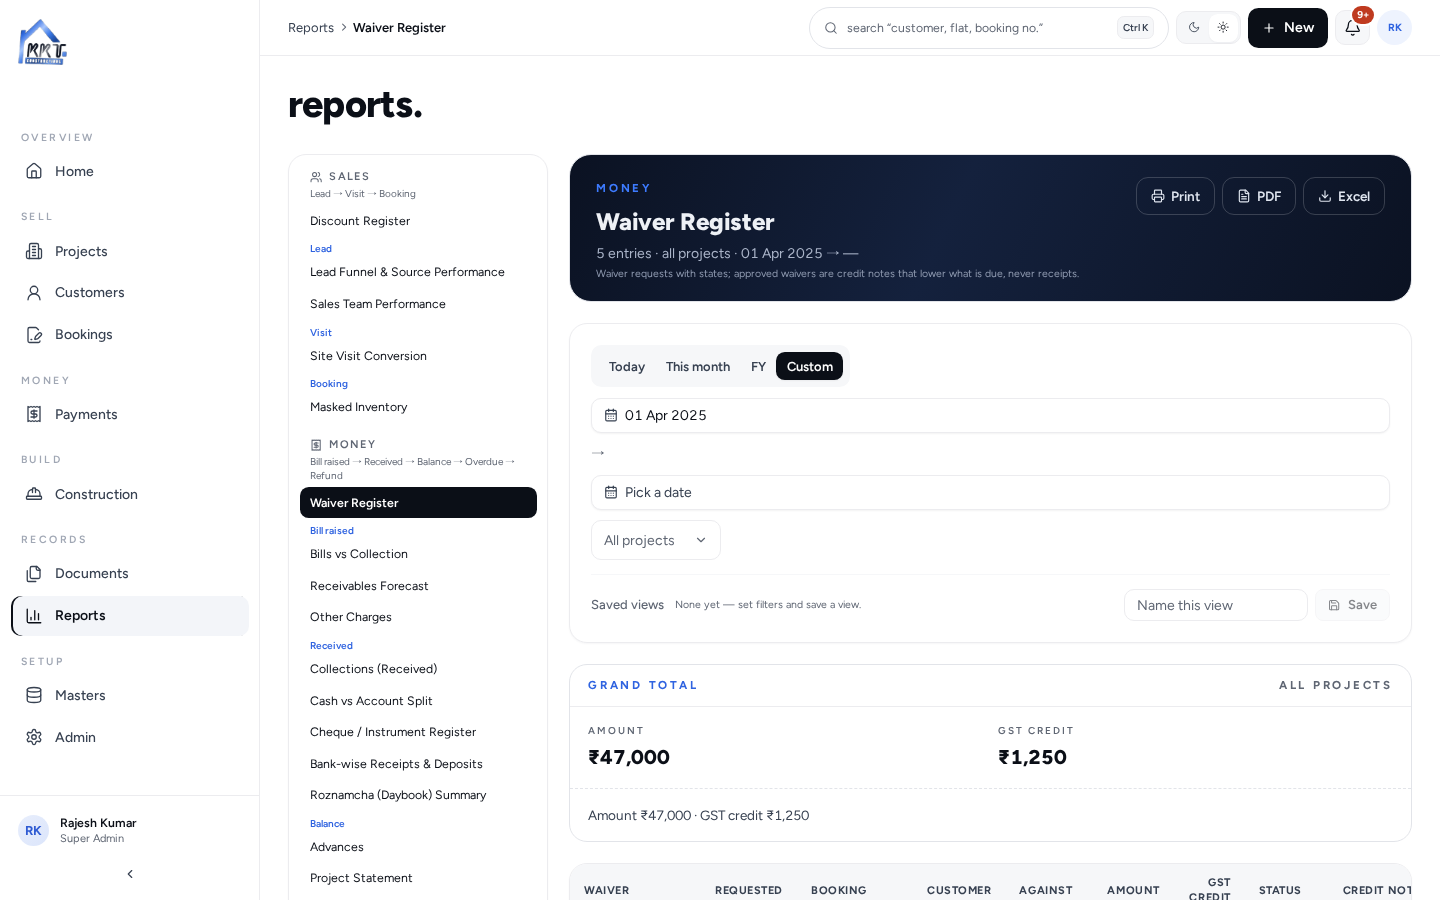 RKT
CONSTRUCTIONS
OVERVIEW
Home
SELL
Projects
Customers
Bookings
MONEY
Payments
BUILD
Construction
RECORDS
Documents
Reports
SETUP
Masters
Admin
RK
Rajesh Kumar
Super Admin
Reports > Waiver Register
search “customer, flat, booking no.”
Ctrl K
+ New
9+
RK
reports.
SALES
Lead → Visit → Booking
Discount Register
Lead
Lead Funnel & Source Performance
Sales Team Performance
Visit
Site Visit Conversion
Booking
Masked Inventory
MONEY
Bill raised → Received → Balance → Overdue →
Refund
Waiver Register
Bill raised
Bills vs Collection
Receivables Forecast
Other Charges
Received
Collections (Received)
Cash vs Account Split
Cheque / Instrument Register
Bank-wise Receipts & Deposits
Roznamcha (Daybook) Summary
Balance
Advances
Project Statement
MONEY
Waiver Register
5 entries · all projects · 01 Apr 2025 → —
Waiver requests with states; approved waivers are credit notes that lower what is due, never receipts.
Print
PDF
Excel
Today
This month
FY
Custom
01 Apr 2025
→
Pick a date
All projects
Saved views
None yet — set filters and save a view.
Name this view
Save
GRAND TOTAL
ALL PROJECTS
AMOUNT
₹47,000
GST CREDIT
₹1,250
Amount ₹47,000 · GST credit ₹1,250
WAIVER
REQUESTED
BOOKING
CUSTOMER
AGAINST
AMOUNT
GST
CREDIT
STATUS
CREDIT NOT